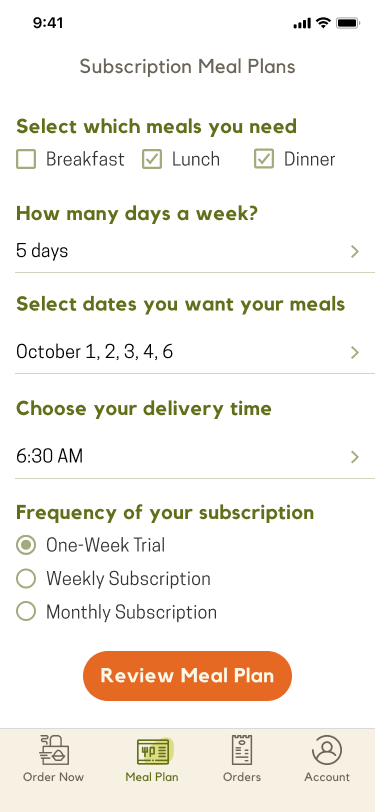 9:41
Subscription Meal Plans
Select which meals you need
Breakfast Lunch Dinner
How many days a week?
5 days
Select dates you want your meals
October 1, 2, 3, 4, 6
Choose your delivery time
6:30 AM
Frequency of your subscription
One-Week Trial
Weekly Subscription
Monthly Subscription
Review Meal Plan
Order Now Meal Plan Orders Account